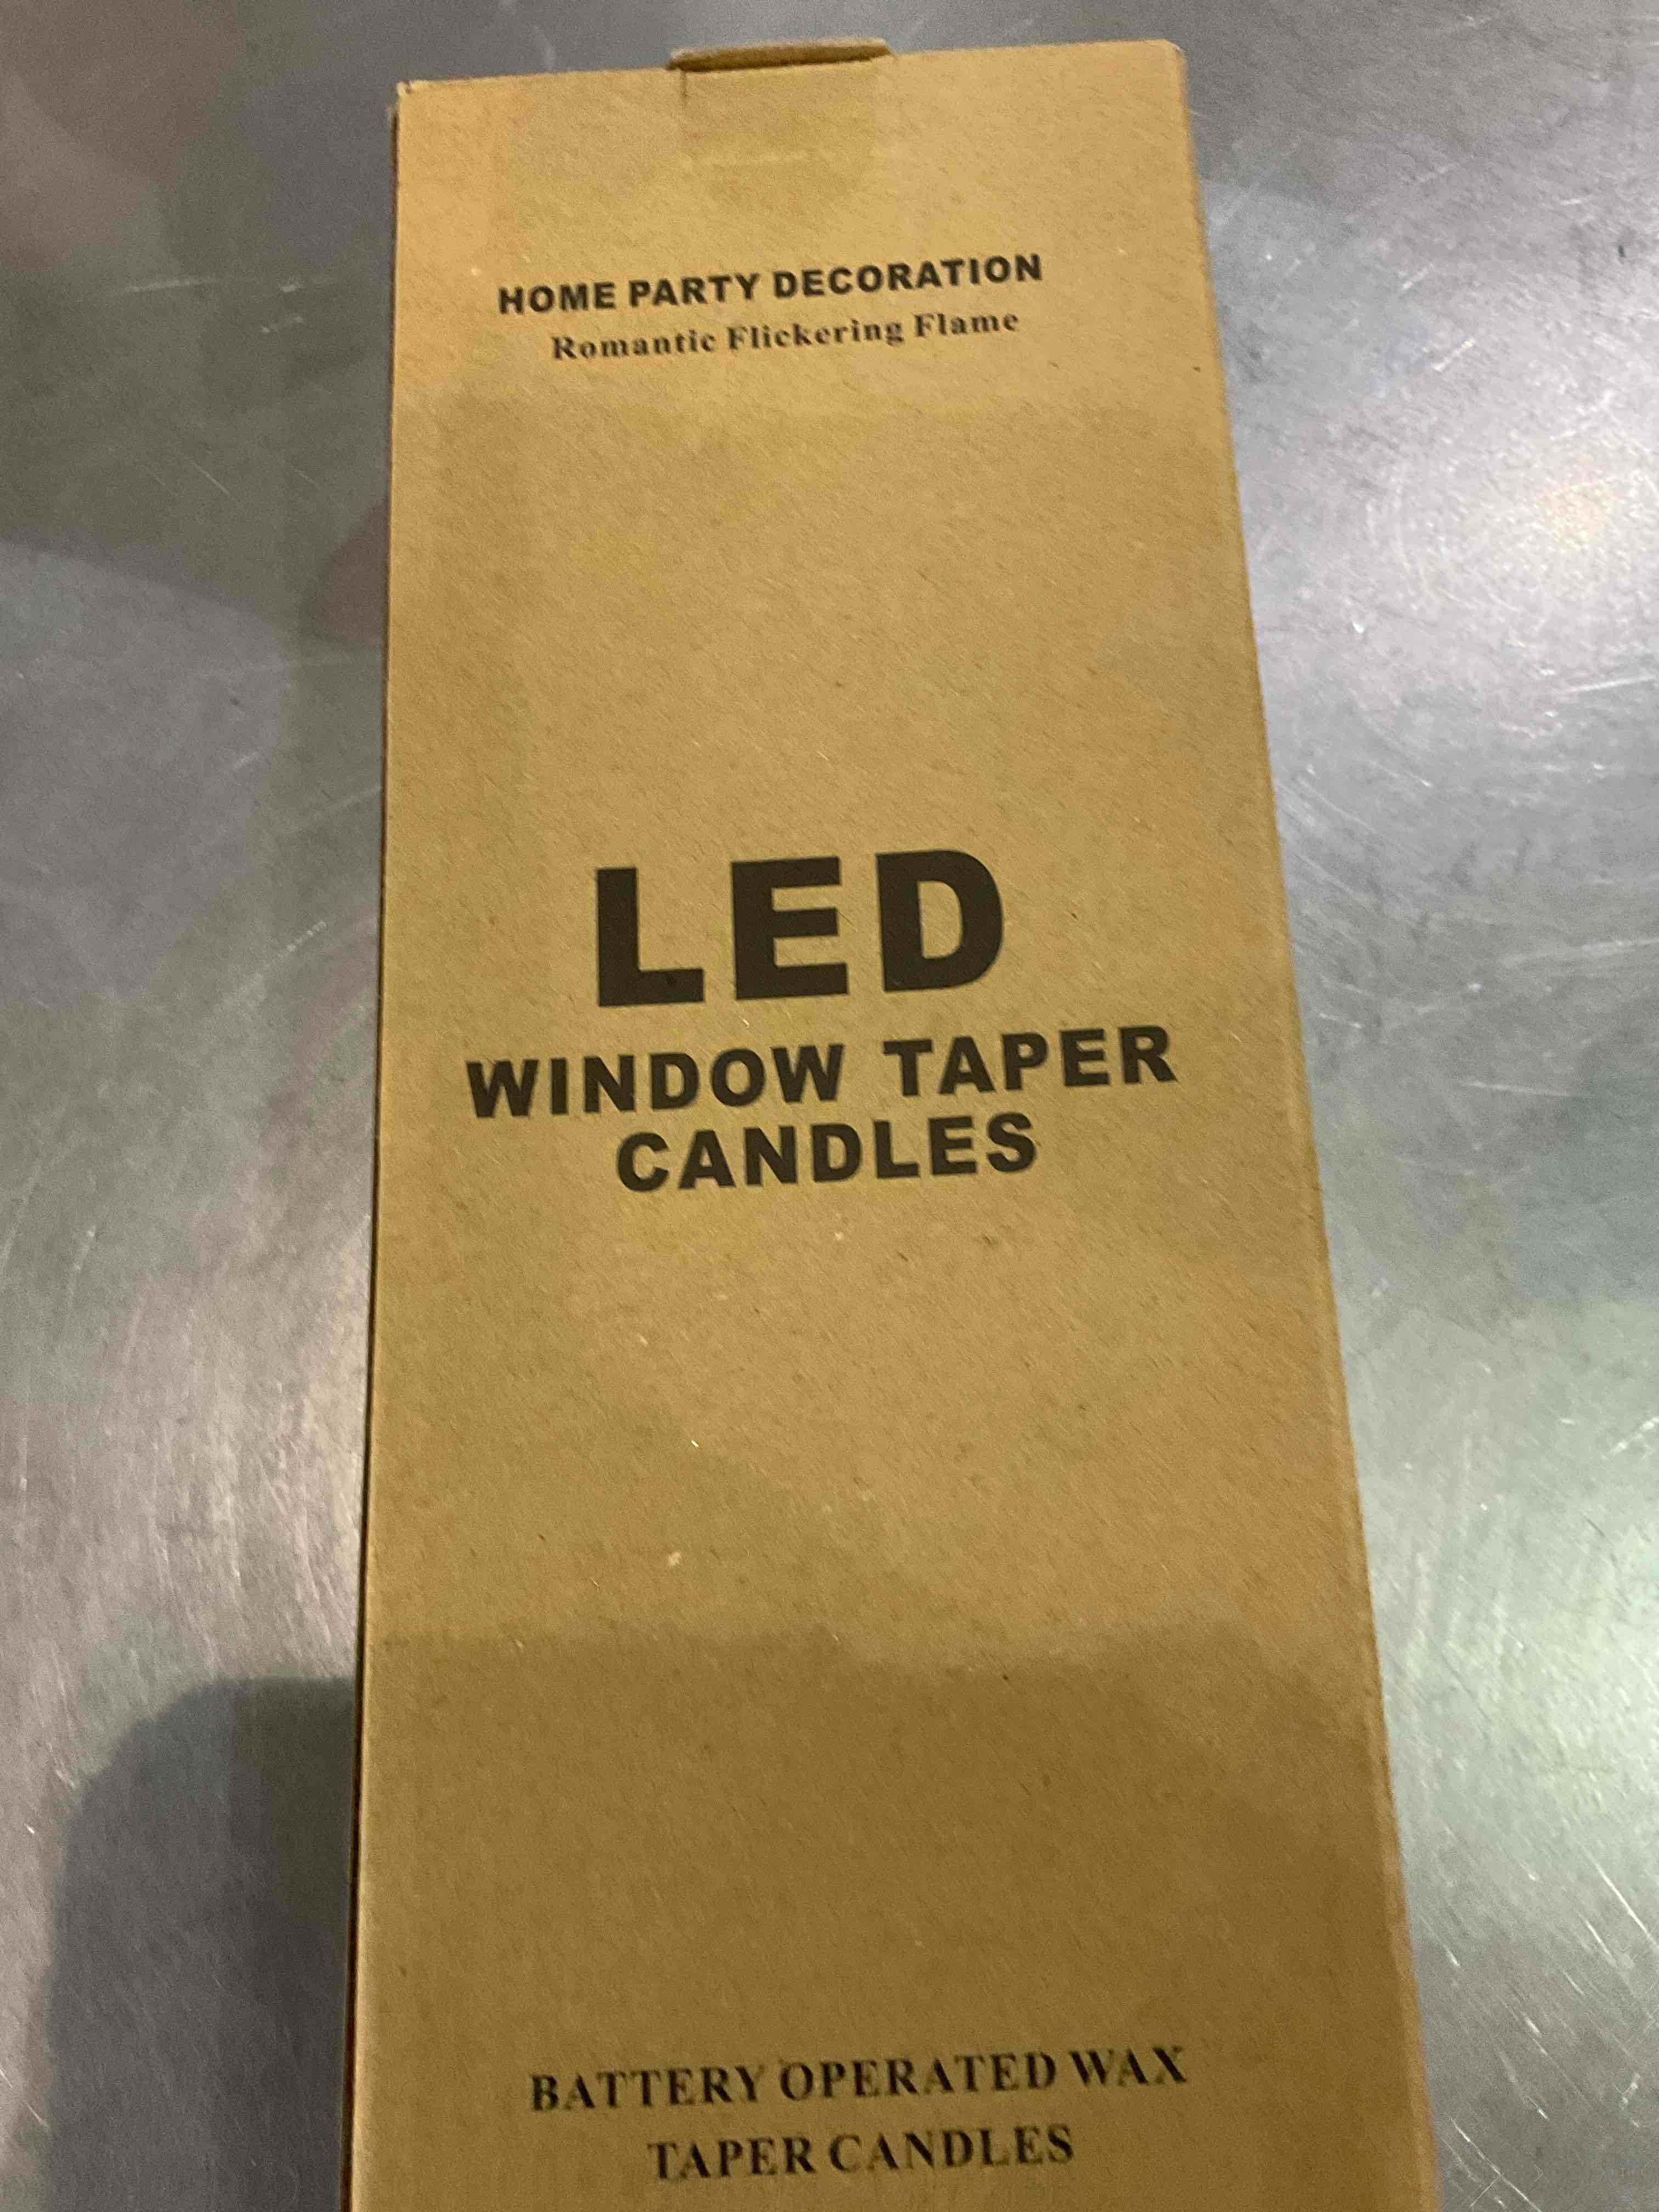 HOME PARTY DECORATION
Romantic Flickering Flame
LED
WINDOW TAPER
CANDLES
BATTERY OPERATED WAX
TAPER CANDLES